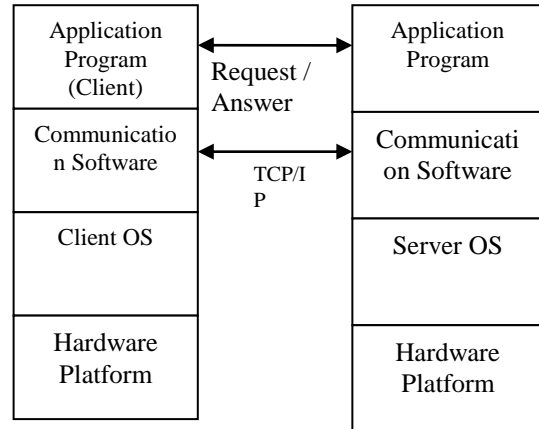 Application
Program
(Client)
Communicatio
n Software
Client OS
Hardware
Platform
Request /
Answer
TCP/I
P
Application
Program
Communicati
on Software
Server OS
Hardware
Platform